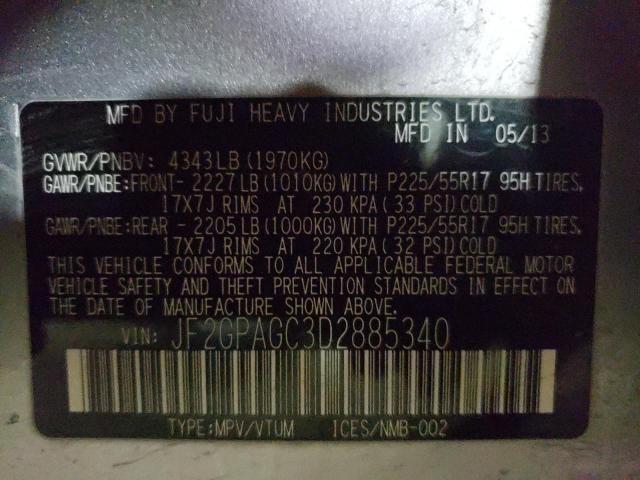 MFD BY FUJI HEAVY INDUSTRIES LTD.
MFD IN 05/13
GVWR/PNBV: 4343LB(1970KG)
GAWR/PNBE:FRONT- 2227LB(1010KG)WITH P225/55R17 95H TIRES,
17X7J RIMS AT 230 KPA(33 PSI)COLD
GAWR/PNBE:REAR - 2205LB(1000KG)WITH P225/55R17 95H TIRES,
17X7J RIMS AT 220 KPA(32 PSI)COLD
THIS VEHICLE CONFORMS TO ALL APPLICABLE FEDERAL MOTOR
VEHICLE SAFETY AND THEFT PREVENTION STANDARDS IN EFFECT ON
THE DATE OF MANUFACTURE SHOWN ABOVE.
VIN: JF2GPAGC3D2885340
TYPE:MPV/VTUM ICES/NMB-002